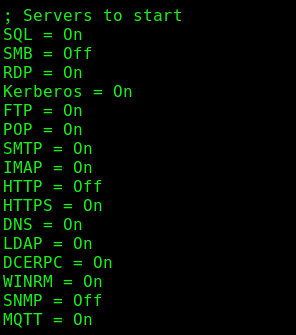 ; Servers to start
SQL = On
SMB = Off
RDP = On
Kerberos = On
FTP = On
POP = On
SMTP = On
IMAP = On
HTTP = Off
HTTPS = On
DNS = On
LDAP = On
DCERPC = On
WINRM = On
SNMP = Off
MQTT = On